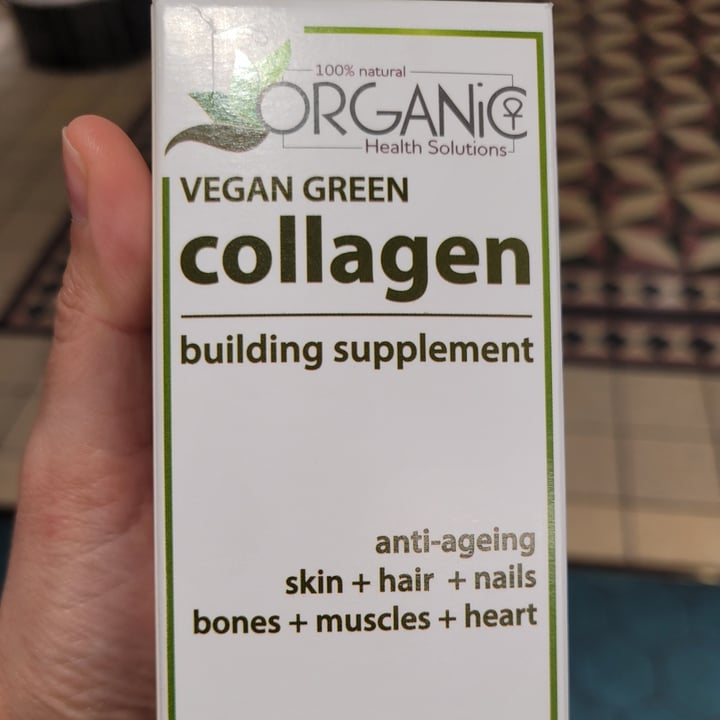 100% natural
ORGANiC
Health Solutions
VEGAN GREEN
collagen
building supplement
anti-ageing
skin + hair + nails
bones + muscles + heart